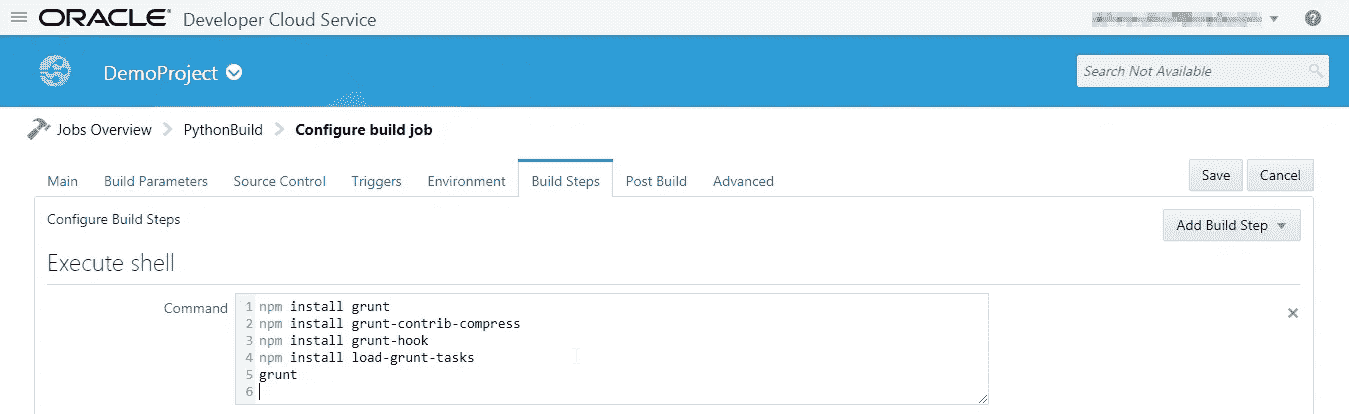 ORACLE® Developer Cloud Service
DemoProject
Search Not Available
Jobs Overview > PythonBuild > Configure build job
Main Build Parameters Source Control Triggers Environment Build Steps Post Build Advanced Save Cancel
Configure Build Steps
Add Build Step
Execute shell
Command
1 npm install grunt
2 npm install grunt-contrib-compress
3 npm install grunt-hook
4 npm install load-grunt-tasks
5 grunt
6